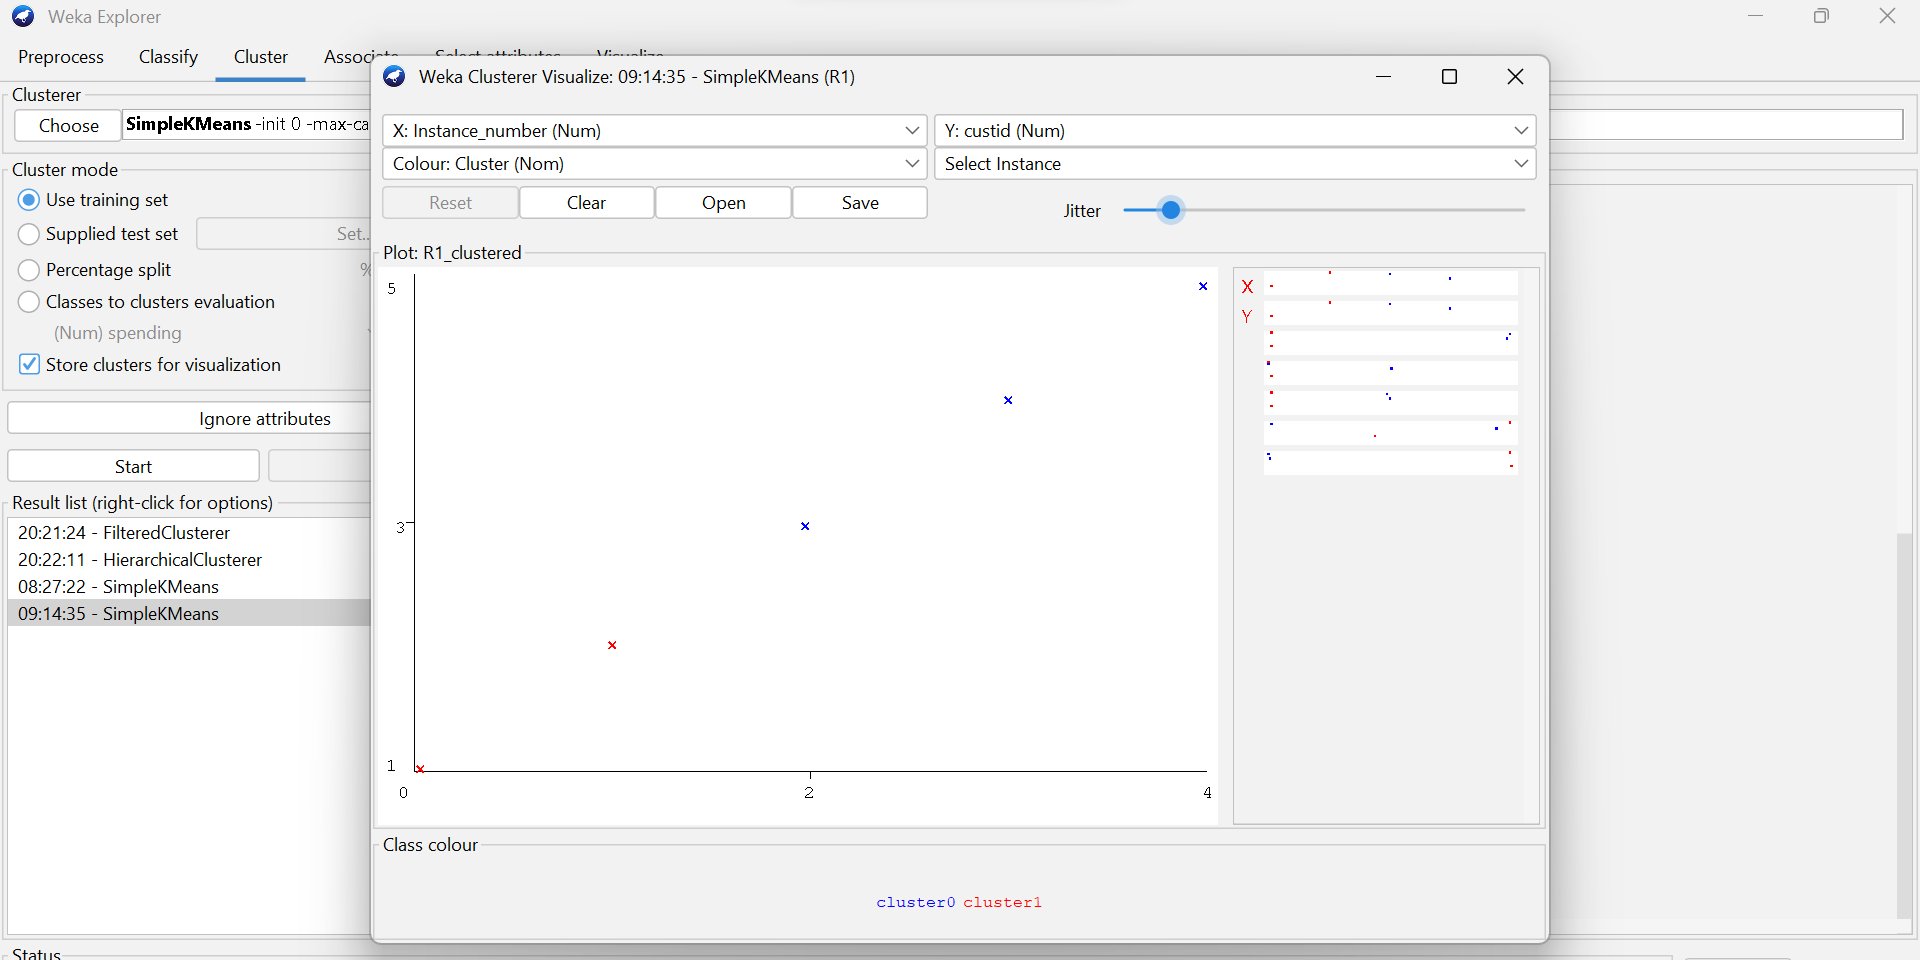 Weka Explorer
Preprocess Classify Cluster Associate Select attributes Visualize
Weka Clusterer Visualize: 09:14:35 - SimpleKMeans (R1)
Clusterer
Choose SimpleKMeans -init 0 -max-ca
X: Instance_number (Num) Y: custid (Num)
Colour: Cluster (Nom) Select Instance
Reset Clear Open Save Jitter
Cluster mode
Use training set
Supplied test set Set..
Percentage split %
Classes to clusters evaluation
(Num) spending
Store clusters for visualization
Ignore attributes
Start
Result list (right-click for options)
20:21:24 - FilteredClusterer
20:22:11 - HierarchicalClusterer
08:27:22 - SimpleKMeans
09:14:35 - SimpleKMeans
Status
Plot: R1_clustered
5
3
1
0 2 4
X
Y
Class colour
cluster0 cluster1